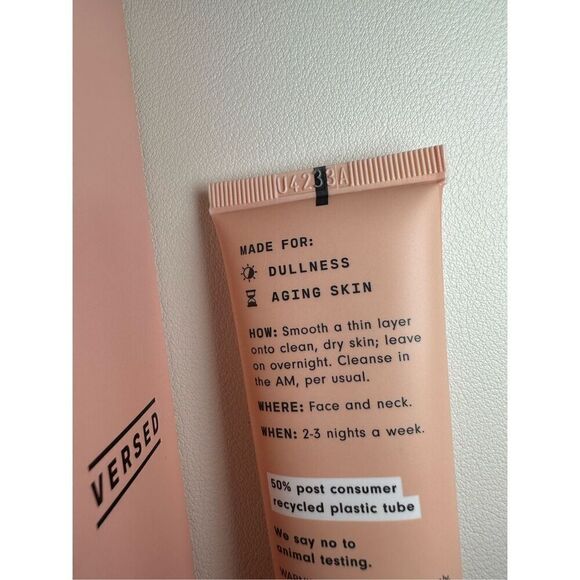 U4233A
MADE FOR:
DULLNESS
AGING SKIN
HOW: Smooth a thin layer
onto clean, dry skin; leave
on overnight. Cleanse in
the AM, per usual.
WHERE: Face and neck.
WHEN: 2-3 nights a week.
50% post consumer
recycled plastic tube
We say no to
animal testing.
VERSED